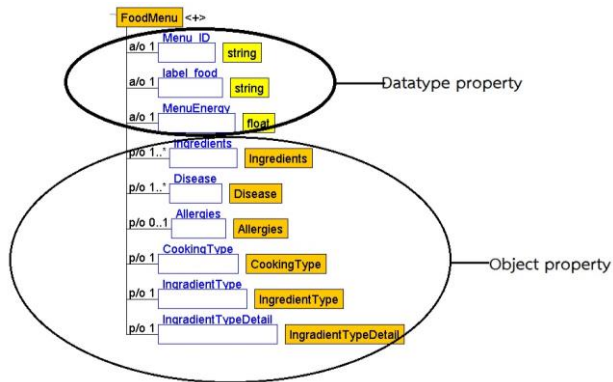 FoodMenu <+>
Menu_ID
a/o 1 string
label_food
a/o 1 string
Datatype property
MenuEnergy
a/o 1 float
Ingredients
p/o 1..* Ingredients
Disease
p/o 1..* Disease
Allergies
p/o 0..1 Allergies
CookingType
p/o 1 CookingType
Object property
IngradientType
p/o 1 IngredientType
IngradientTypeDetail
p/o 1 IngradientTypeDetail